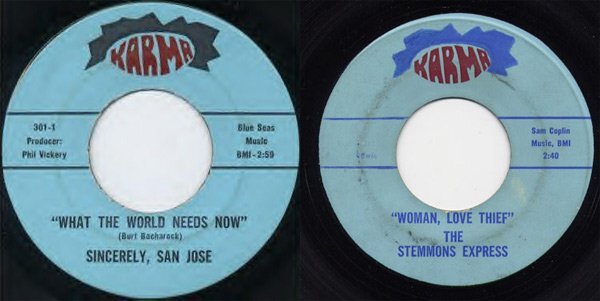 KARMA
301-1
Producer:
Phil Vickery
Blue Seas
Music
BMI-2:59
"WHAT THE WORLD NEEDS NOW"
(Burt Bacharock)
SINCERELY, SAN JOSE
KARMA
Sam Coplin
Music, BMI
2:40
"WOMAN, LOVE THIEF"
THE
STEMMONS EXPRESS